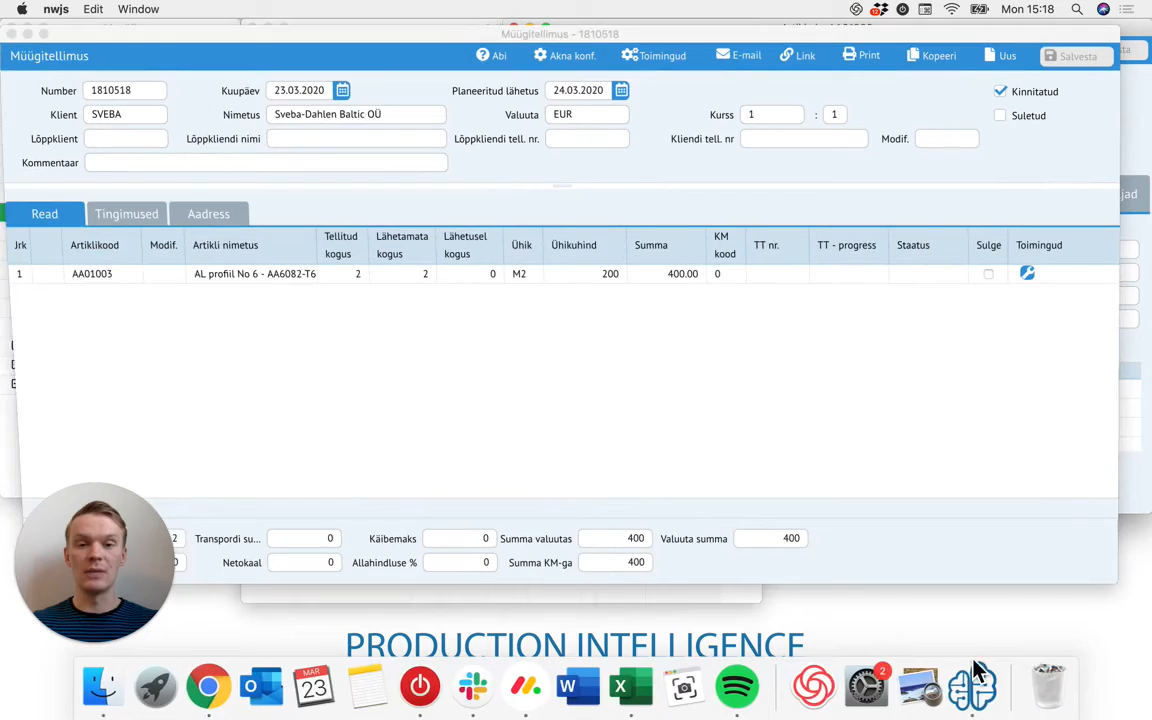 nwjs Edit Window Mon 15:18
Müügitellimus - 1810518
Müügitellimus Abi Akna konf. Toimingud E-mail Link Print Kopeeri Uus Salvesta
Number 1810518 Kuupäev 23.03.2020 Planeeritud lähetus 24.03.2020 Kinnitatud
Klient SVEBA Nimetus Sveba-Dahlen Baltic OÜ Valuuta EUR Kurss 1 : 1 Suletud
Lõppklient Lõppkliendi nimi Lõppkliendi tell. nr. Kliendi tell. nr Modif.
Kommentaar
Read Tingimused Aadress
Jrk Artiklikood Modif. Artikli nimetus Tellitud kogus Lähetamata kogus Lähetusel kogus Ühik Ühikuhind Summa KM kood TT nr. TT - progress Staatus Sulge Toimingud
1 AA01003 AL profiil No 6 - AA6082-T6 2 2 0 M2 200 400.00 0
2 Transpordi su... 0 Käibemaks 0 Summa valuutas 400 Valuuta summa 400
0 Netokaal 0 Allahindluse % 0 Summa KM-ga 400
PRODUCTION INTELLIGENCE
MAR
23
2